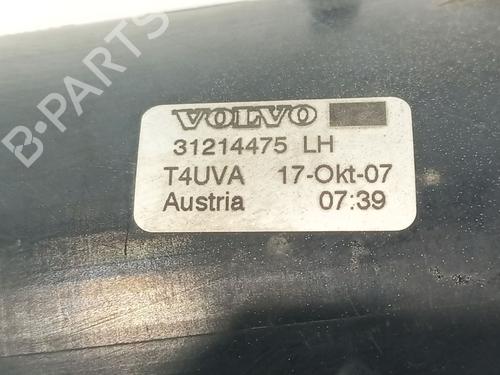 B-PARTS
VOLVO
31214475 LH
T4UVA 17-Okt-07
Austria 07:39